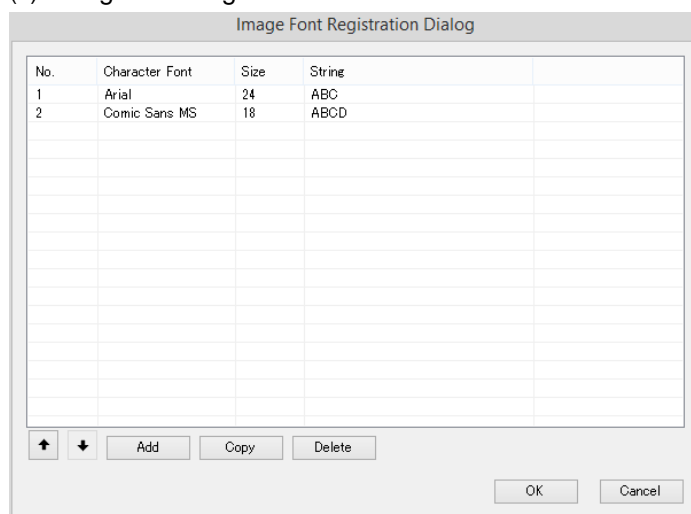 Image Font Registration Dialog
No. Character Font Size String
1 Arial 24 ABC
2 Comic Sans MS 18 ABCD
Add Copy Delete
OK Cancel